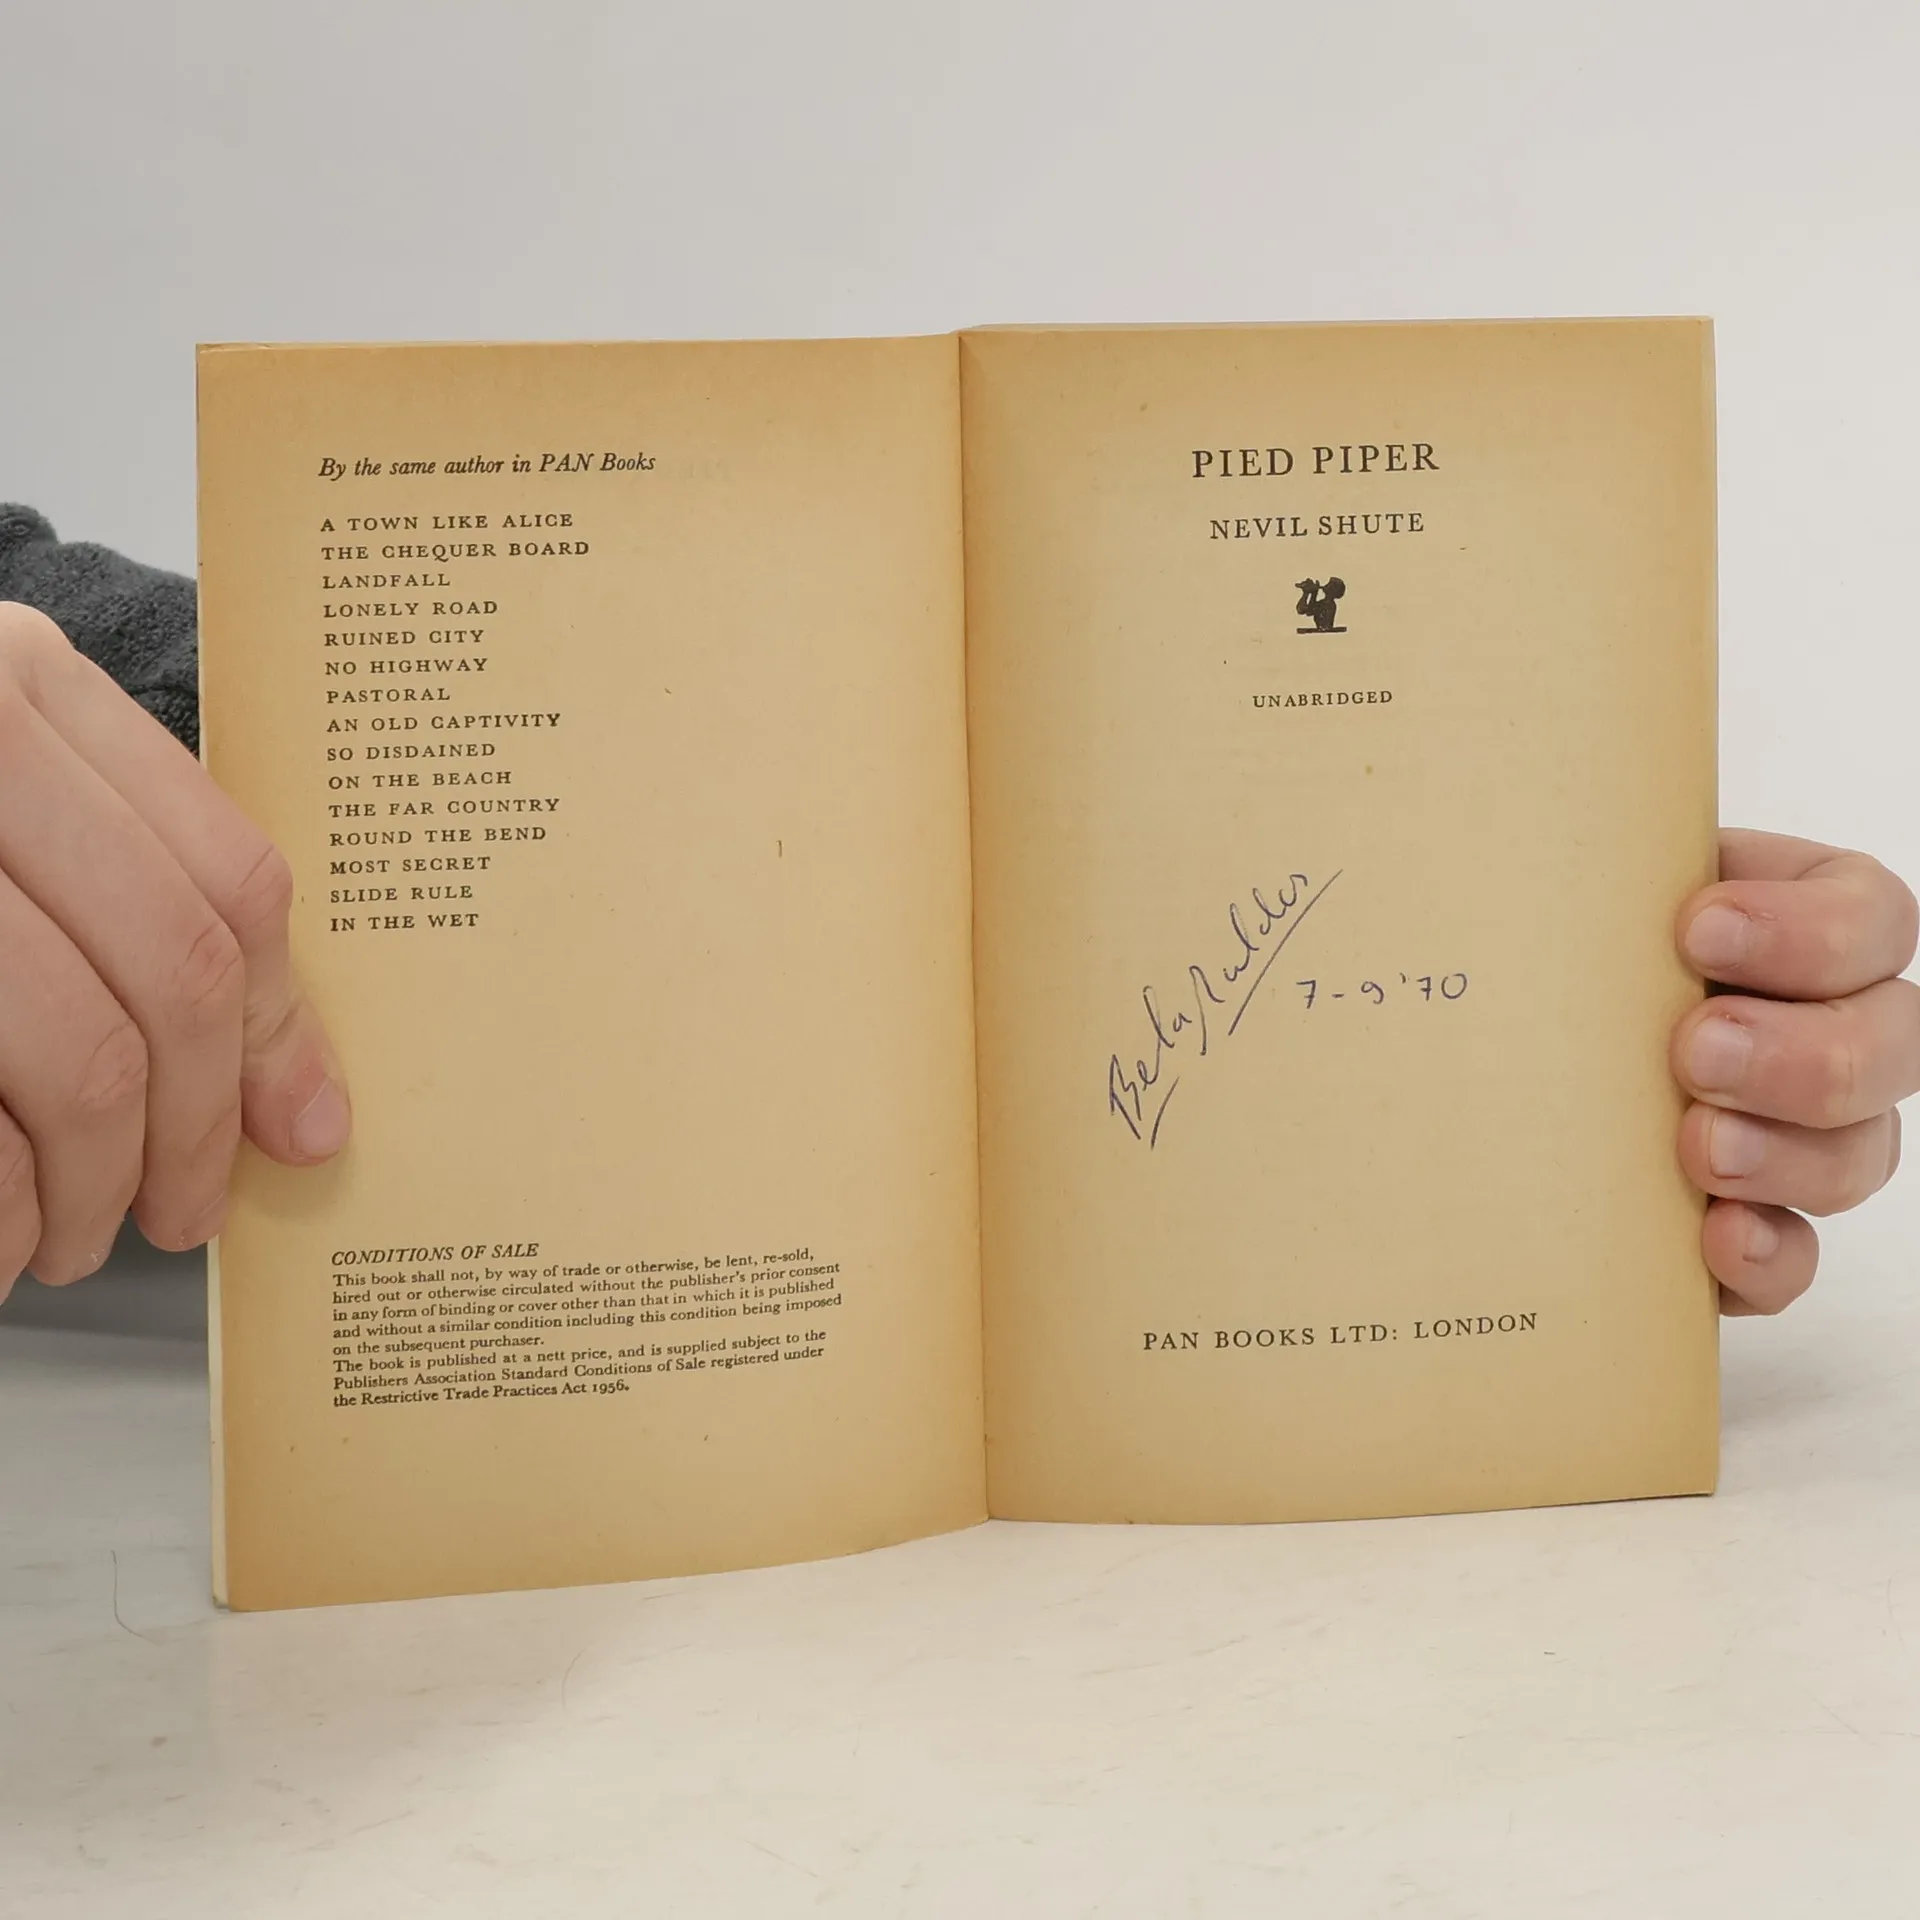 By the same author in PAN Books
A TOWN LIKE ALICE
THE CHEQUER BOARD
LANDFALL
LONELY ROAD
RUINED CITY
NO HIGHWAY
PASTORAL
AN OLD CAPTIVITY
SO DISDAINED
ON THE BEACH
THE FAR COUNTRY
ROUND THE BEND
MOST SECRET
SLIDE RULE
IN THE WET
CONDITIONS OF SALE
This book shall not, by way of trade or otherwise, be lent, re-sold,
hired out or otherwise circulated without the publisher's prior consent
in any form of binding or cover other than that in which it is published
and without a similar condition including this condition being imposed
on the subsequent purchaser.
The book is published at a nett price, and is supplied subject to the
Publishers Association Standard Conditions of Sale registered under
the Restrictive Trade Practices Act 1956.
PIED PIPER
NEVIL SHUTE
UNABRIDGED
Bela
7-9'70
PAN BOOKS LTD: LONDON